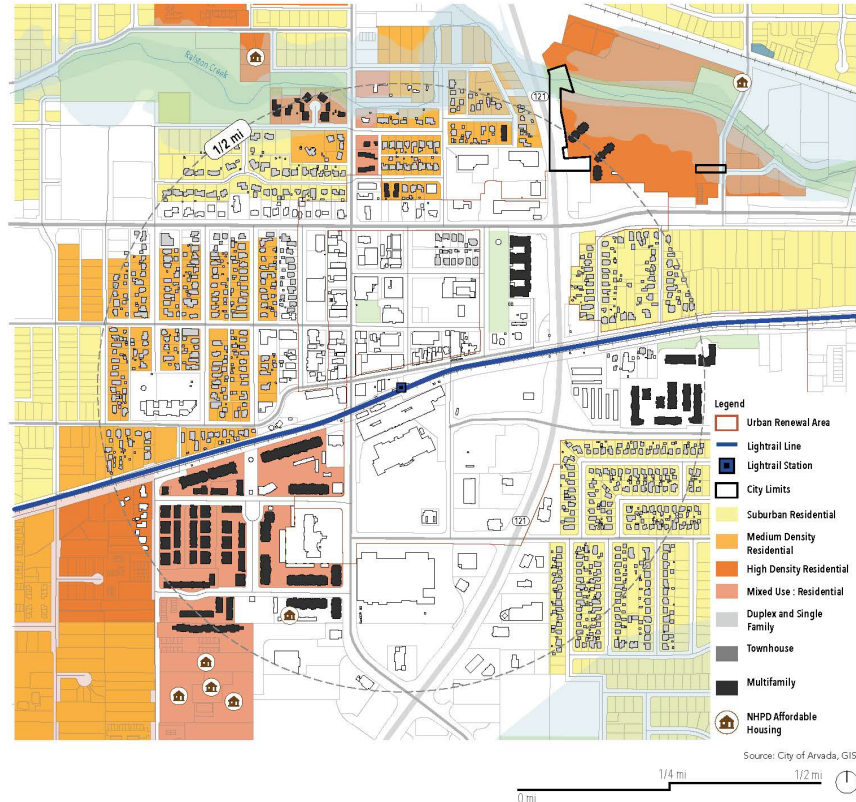 Ralston Creek
121
1/2 mi
121
Legend
Urban Renewal Area
Lightrail Line
Lightrail Station
City Limits
Suburban Residential
Medium Density
Residential
High Density Residential
Mixed Use : Residential
Duplex and Single
Family
Townhouse
Multifamily
NHPD Affordable
Housing
Source: City of Arvada, GIS
0 mi
1/4 mi
1/2 mi